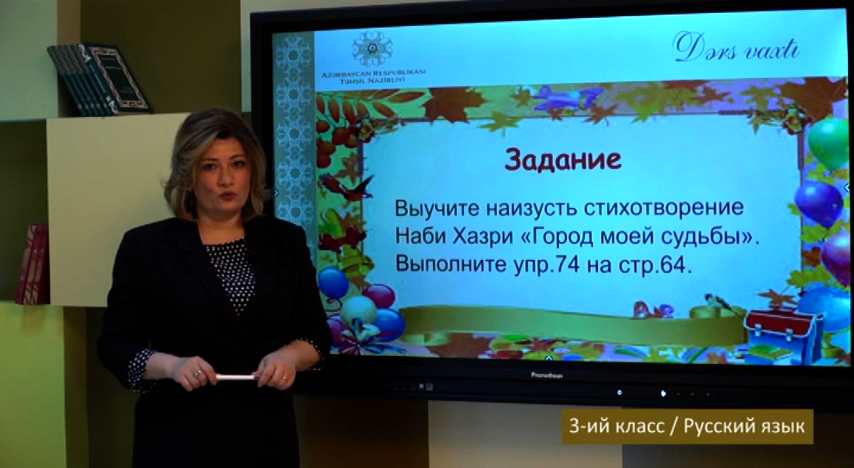 Dərs vaxtı
AZƏRBAYCAN RESPUBLİKASI
TƏHSİL NAZİRLİYİ
Задание
Выучите наизусть стихотворение
Наби Хазри «Город моей судьбы».
Выполните упр.74 на стр.64.
Promethean
3-ий класс / Русский язык